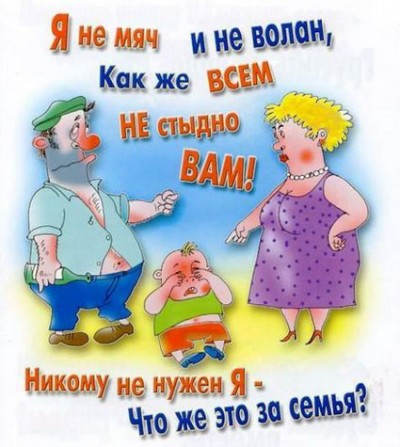 Я не мяч и не волан,
Как же ВСЕМ
НЕ стыдно
ВАМ!
Никому не нужен Я -
Что же это за семья?